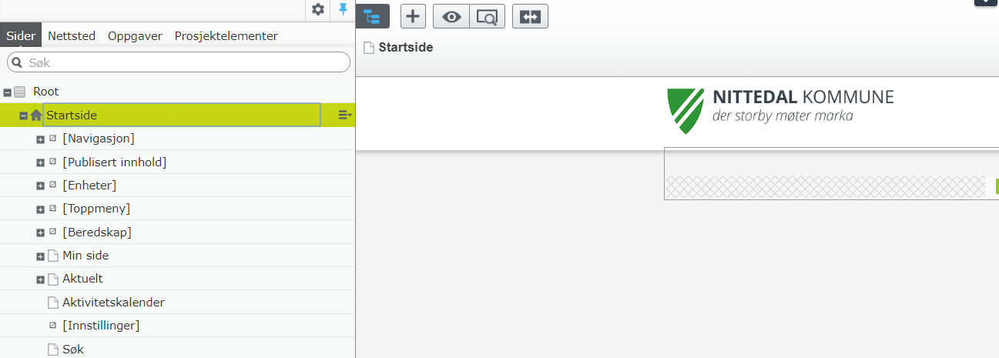 Sider Nettsted Oppgaver Prosjektelementer
Søk
Root
Startside
[Navigasjon]
[Publisert innhold]
[Enheter]
[Toppmeny]
[Beredskap]
Min side
Aktuelt
Aktivitetskalender
[Innstillinger]
Søk
Startside
NITTEDAL KOMMUNE
der storby møter marka